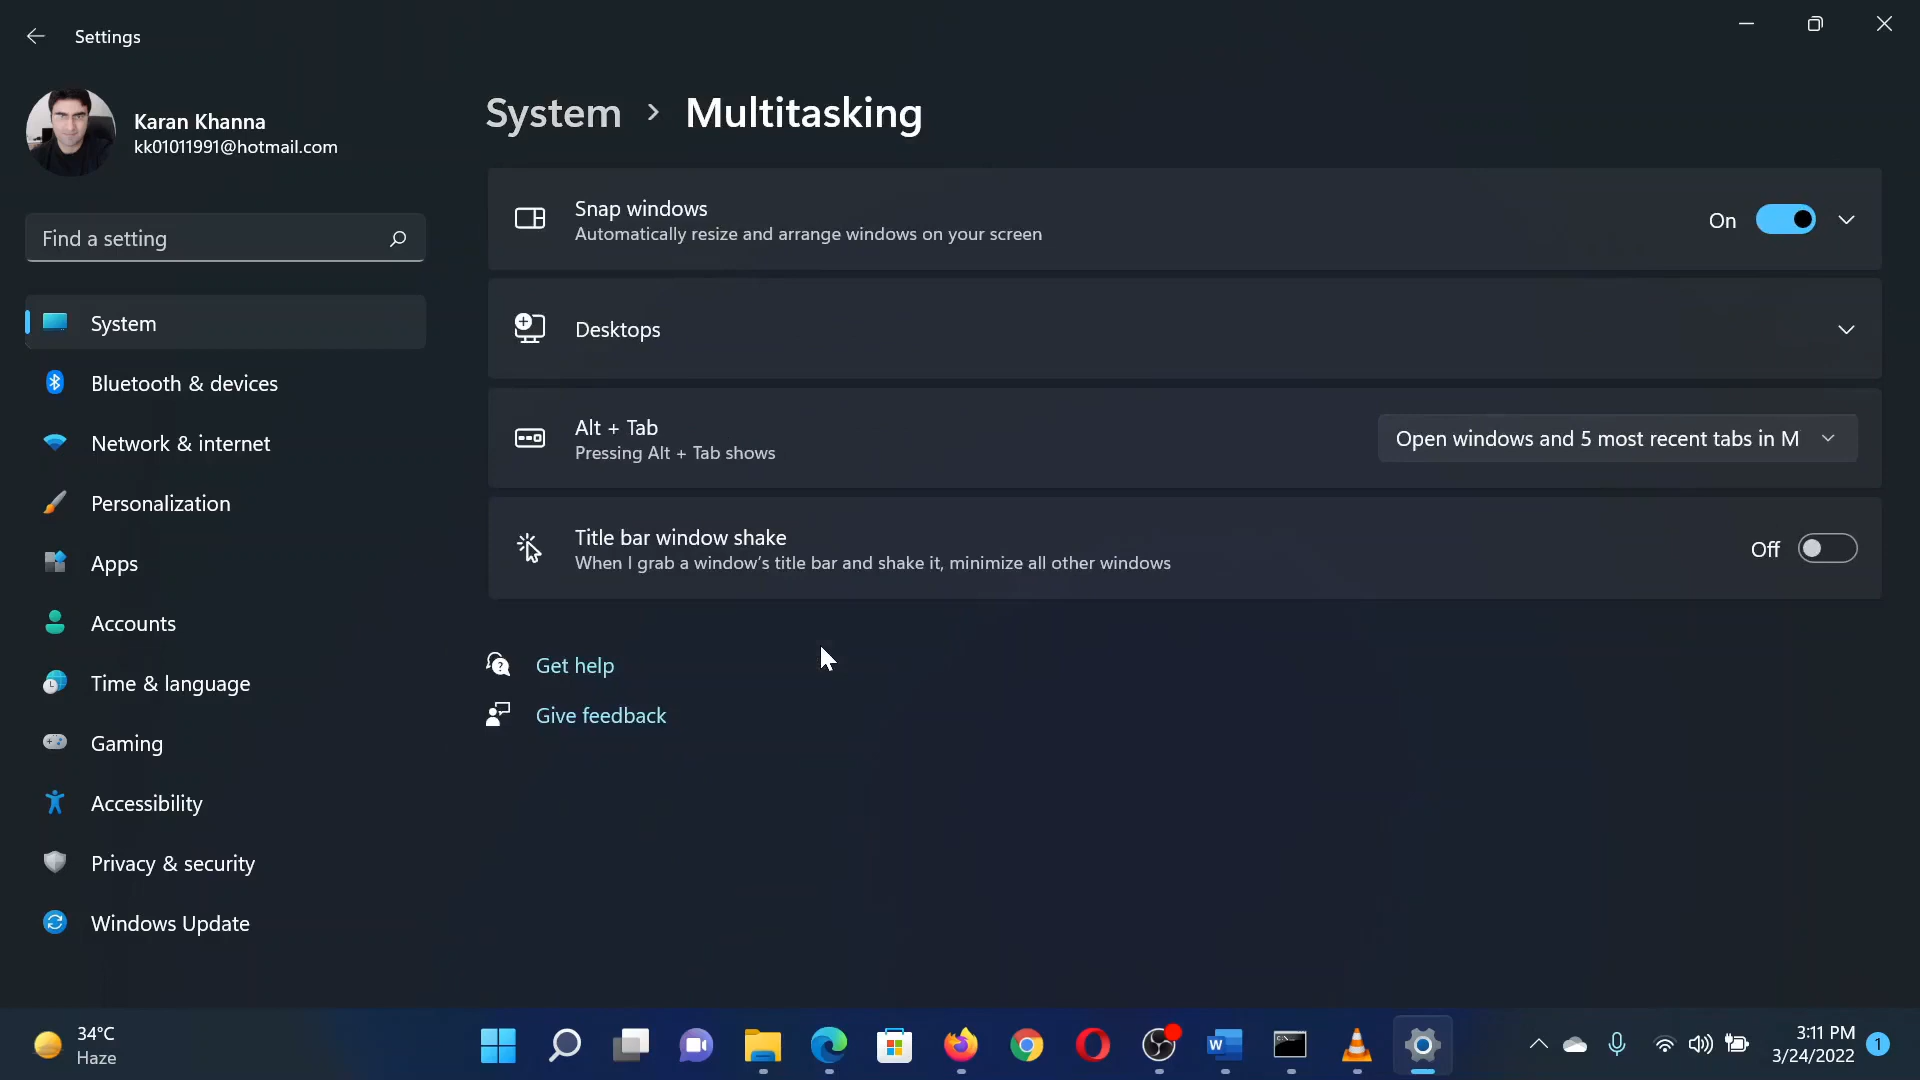 Settings
Karan Khanna
kk01011991@hotmail.com
Find a setting
System
Bluetooth & devices
Network & internet
Personalization
Apps
Accounts
Time & language
Gaming
Accessibility
Privacy & security
Windows Update
System > Multitasking
Snap windows
Automatically resize and arrange windows on your screen
On
Desktops
Alt + Tab
Pressing Alt + Tab shows
Open windows and 5 most recent tabs in M
Title bar window shake
When I grab a window's title bar and shake it, minimize all other windows
Off
Get help
Give feedback
34°C
Haze
3:11 PM
3/24/2022
1